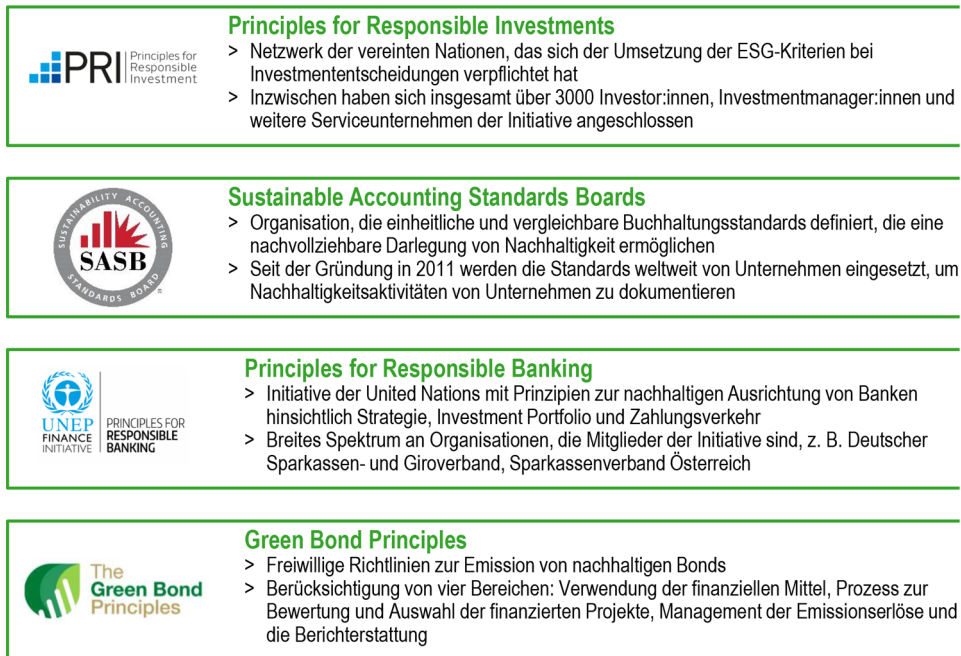 PRI Principles for
Responsible
Investment
Principles for Responsible Investments
> Netzwerk der vereinten Nationen, das sich der Umsetzung der ESG-Kriterien bei
Investmententscheidungen verpflichtet hat
> Inzwischen haben sich insgesamt über 3000 Investor:innen, Investmentmanager:innen und
weitere Serviceunternehmen der Initiative angeschlossen
SUSTAINABILITY ACCOUNTING
SASB
STANDARDS BOARD
Sustainable Accounting Standards Boards
> Organisation, die einheitliche und vergleichbare Buchhaltungsstandards definiert, die eine
nachvollziehbare Darlegung von Nachhaltigkeit ermöglichen
> Seit der Gründung in 2011 werden die Standards weltweit von Unternehmen eingesetzt, um
Nachhaltigkeitsaktivitäten von Unternehmen zu dokumentieren
UNEP
FINANCE
INITIATIVE
PRINCIPLES FOR
RESPONSIBLE
BANKING
Principles for Responsible Banking
> Initiative der United Nations mit Prinzipien zur nachhaltigen Ausrichtung von Banken
hinsichtlich Strategie, Investment Portfolio und Zahlungsverkehr
> Breites Spektrum an Organisationen, die Mitglieder der Initiative sind, z. B. Deutscher
Sparkassen- und Giroverband, Sparkassenverband Österreich
The
Green Bond
Principles
Green Bond Principles
> Freiwillige Richtlinien zur Emission von nachhaltigen Bonds
> Berücksichtigung von vier Bereichen: Verwendung der finanziellen Mittel, Prozess zur
Bewertung und Auswahl der finanzierten Projekte, Management der Emissionserlöse und
die Berichterstattung